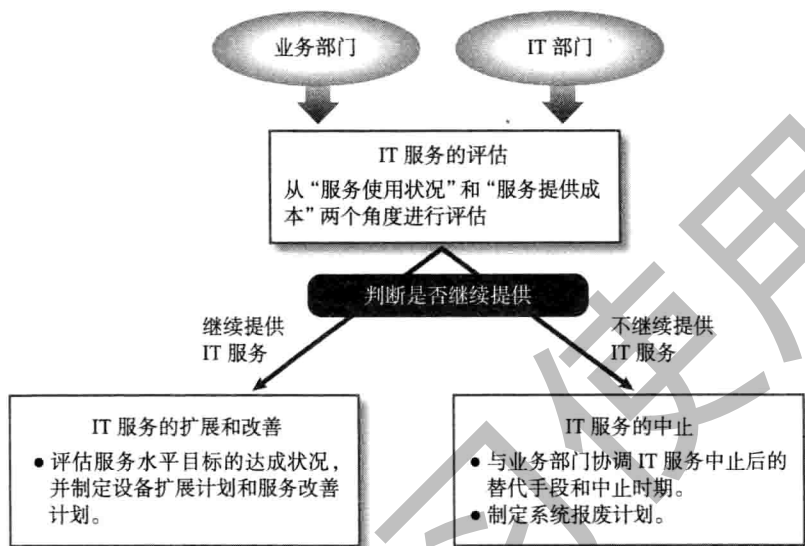 业务部门
IT 部门
IT 服务的评估
从“服务使用状况”和“服务提供成
本”两个角度进行评估
判断是否继续提供
继续提供
IT 服务
不继续提供
IT 服务
IT 服务的扩展和改善
● 评估服务水平目标的达成状况，
并制定设备扩展计划和服务改善
计划。
IT 服务的中止
● 与业务部门协调 IT 服务中止后的
替代手段和中止时期。
● 制定系统报废计划。
习使用